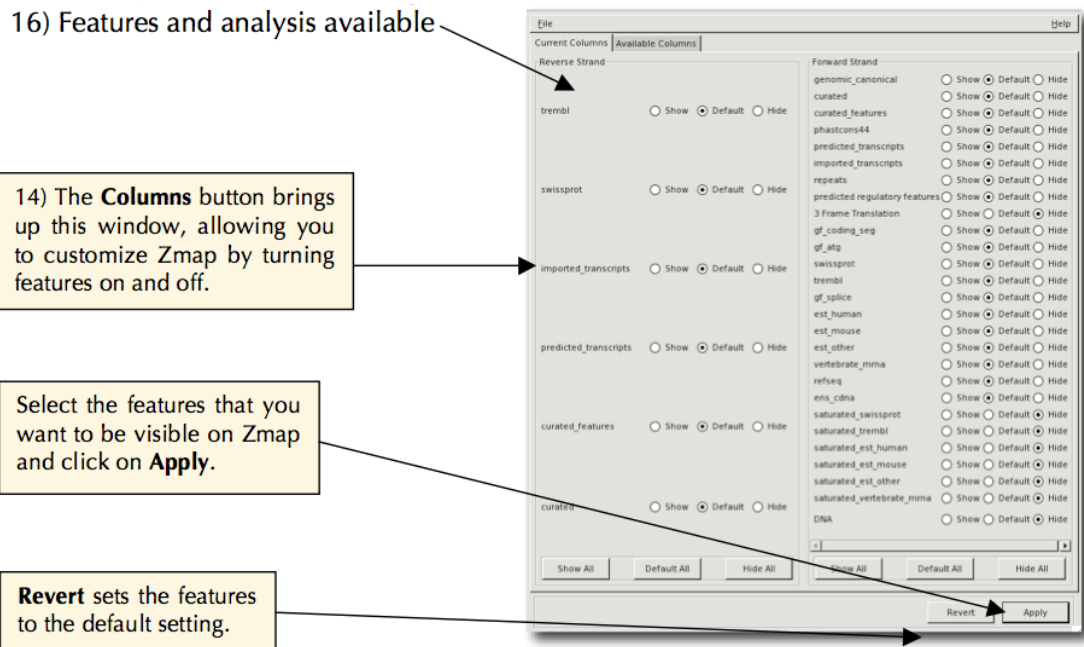 16) Features and analysis available
14) The Columns button brings
up this window, allowing you
to customize Zmap by turning
features on and off.
Select the features that you
want to be visible on Zmap
and click on Apply.
Revert sets the features
to the default setting.
File Help
Current Columns Available Columns
Reverse Strand
trembl Show Default Hide
swissprot Show Default Hide
imported_transcripts Show Default Hide
predicted_transcripts Show Default Hide
curated_features Show Default Hide
curated Show Default Hide
Show All Default All Hide All
Forward Strand
genomic_canonical Show Default Hide
curated Show Default Hide
curated_features Show Default Hide
phastcons44 Show Default Hide
predicted_transcripts Show Default Hide
imported_transcripts Show Default Hide
repeats Show Default Hide
predicted regulatory features Show Default Hide
3 Frame Translation Show Default Hide
gf_coding_seg Show Default Hide
gf_atg Show Default Hide
swissprot Show Default Hide
trembl Show Default Hide
gf_splice Show Default Hide
est_human Show Default Hide
est_mouse Show Default Hide
est_other Show Default Hide
vertebrate_mrna Show Default Hide
refseq Show Default Hide
ens_cdna Show Default Hide
saturated_swissprot Show Default Hide
saturated_trembl Show Default Hide
saturated_est_human Show Default Hide
saturated_est_mouse Show Default Hide
saturated_est_other Show Default Hide
saturated_vertebrate_mrna Show Default Hide
DNA Show Default Hide
Show All Default All Hide All
Revert Apply